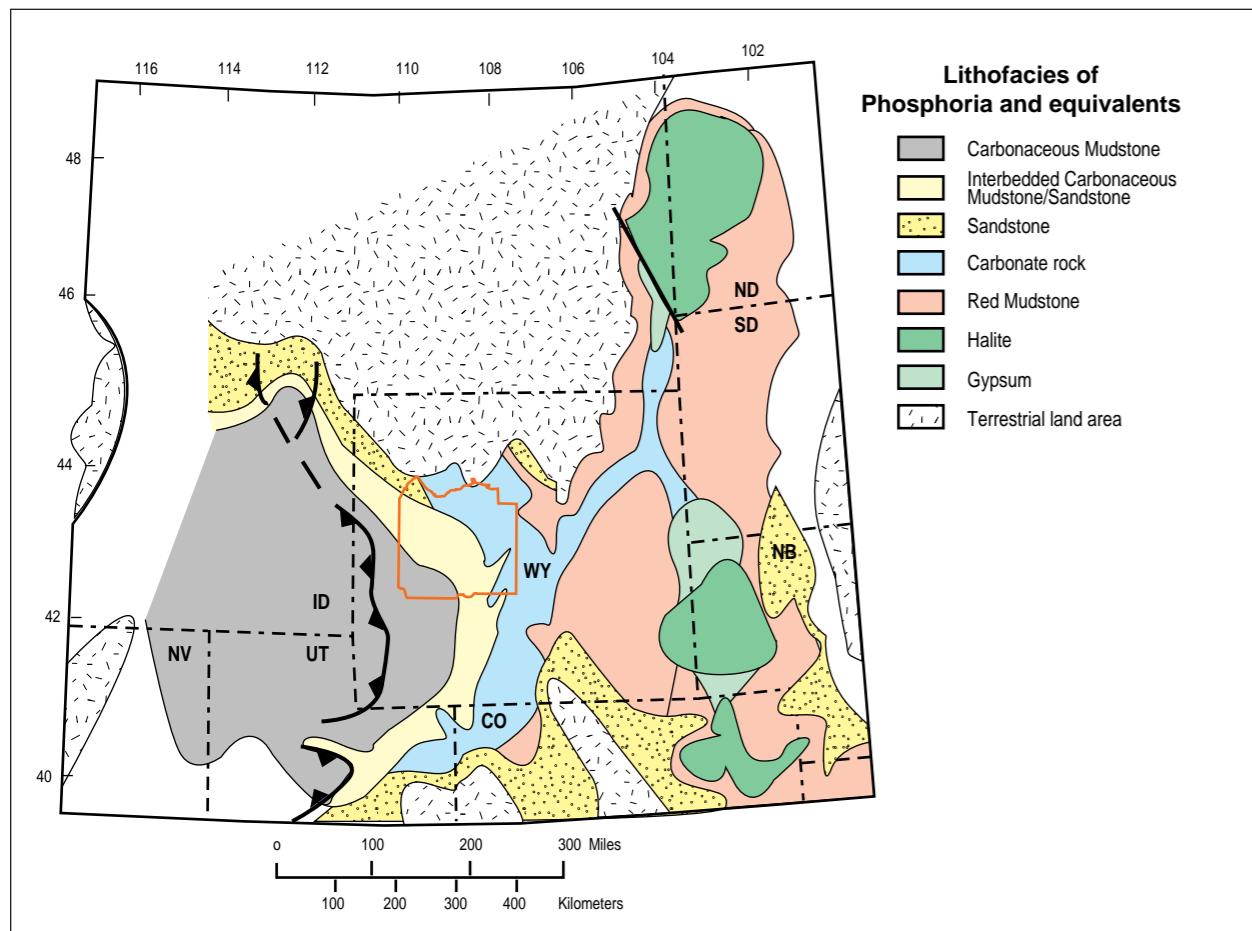 116 114 112 110 108 106 104 102
48
46
44
42
40
ND
SD
NB
WY
ID
NV
UT
CO
Lithofacies of
Phosphoria and equivalents
Carbonaceous Mudstone
Interbedded Carbonaceous
Mudstone/Sandstone
Sandstone
Carbonate rock
Red Mudstone
Halite
Gypsum
Terrestrial land area
o 100 200 300 Miles
100 200 300 400 Kilometers